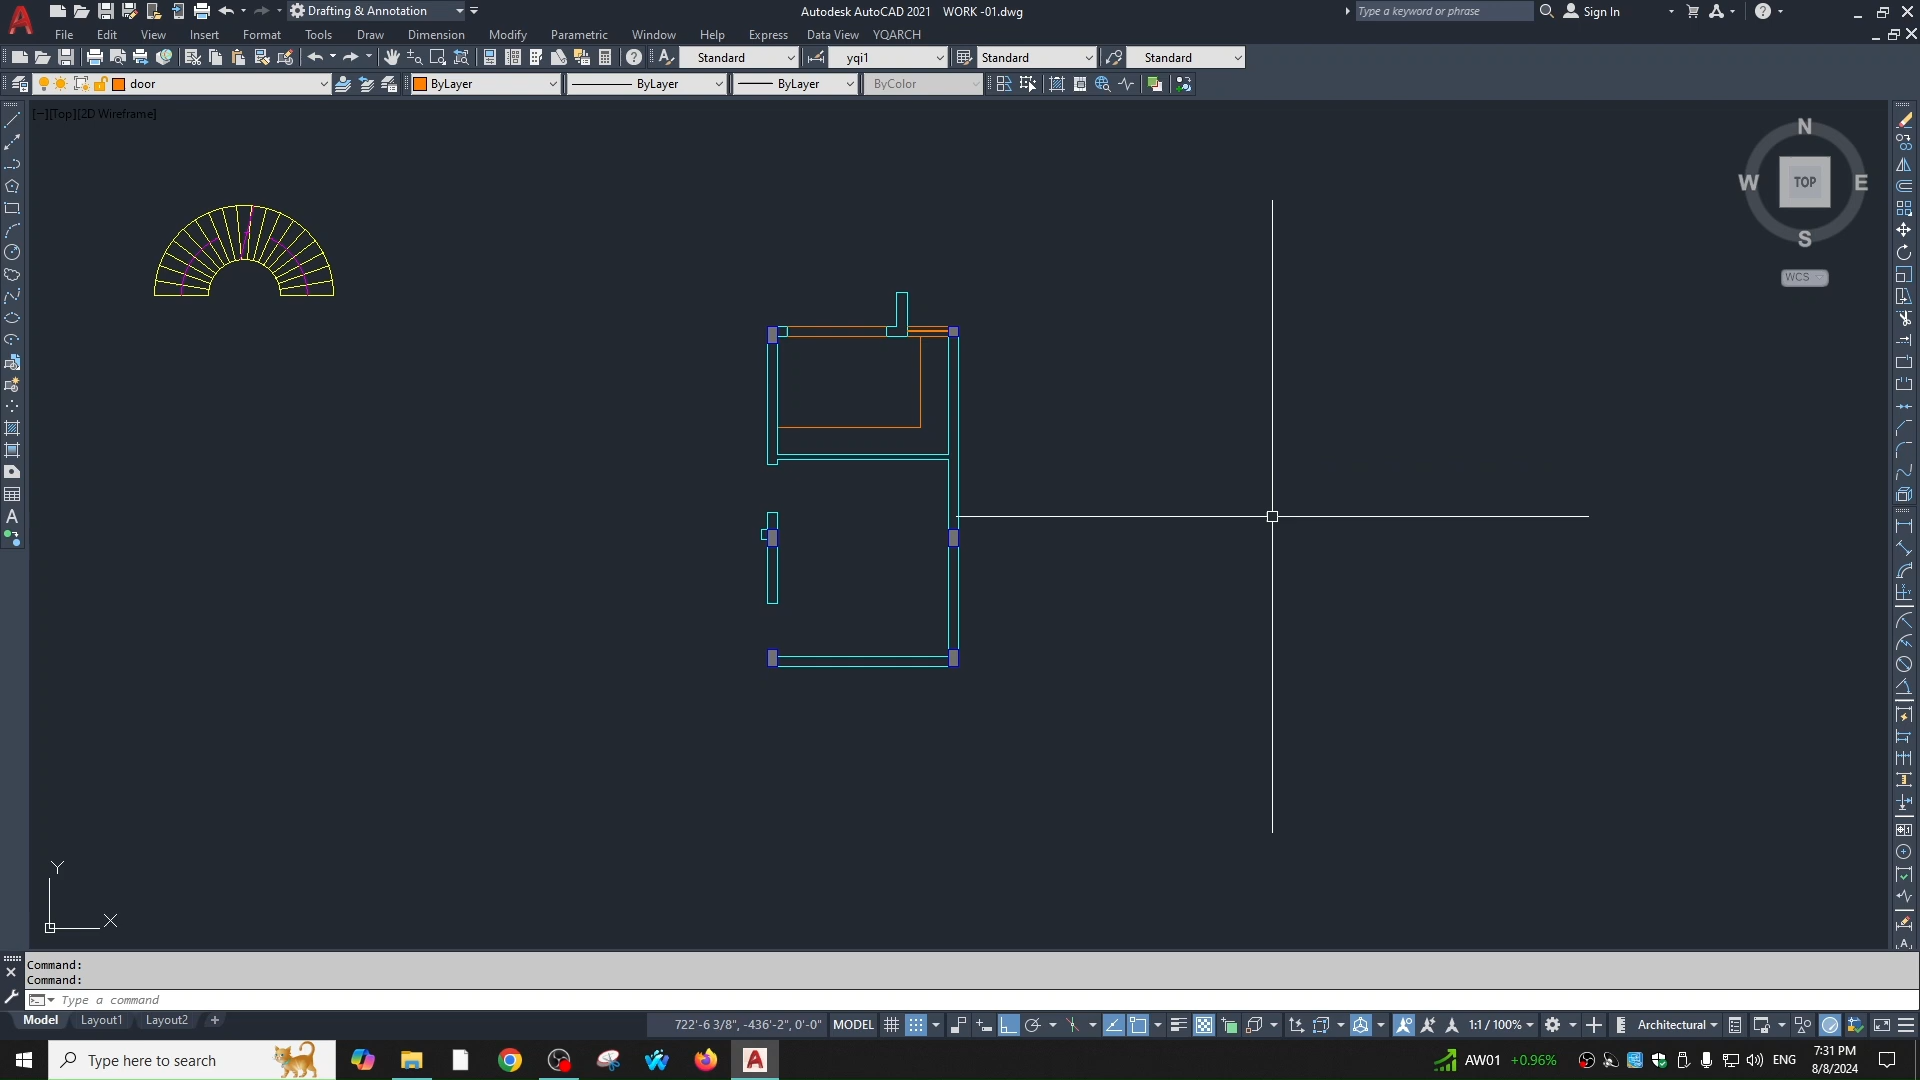 Drafting & Annotation
Autodesk AutoCAD 2021 WORK -01.dwg
Type a keyword or phrase
Sign In
File Edit View Insert Format Tools Draw Dimension Modify Parametric Window Help Express Data View YQARCH
Standard yqi1 Standard Standard
door ByLayer ByLayer ByLayer ByColor
[−][Top][2D Wireframe]
N
W TOP E
S
WCS
Y
X
Command:
Command:
Type a command
Model Layout1 Layout2 +
722'-6 3/8", -436'-2", 0'-0" MODEL 1:1 / 100% Architectural
Type here to search
AW01 +0.96% ENG
7:31 PM
8/8/2024